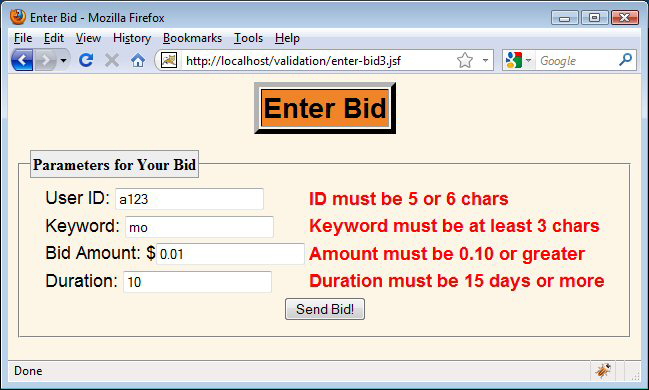 Enter Bid - Mozilla Firefox
File Edit View History Bookmarks Tools Help
http://localhost/validation/enter-bid3.jsf Google
Enter Bid
Parameters for Your Bid
User ID: a123 ID must be 5 or 6 chars
Keyword: mo Keyword must be at least 3 chars
Bid Amount: $0.01 Amount must be 0.10 or greater
Duration: 10 Duration must be 15 days or more
Send Bid!
Done